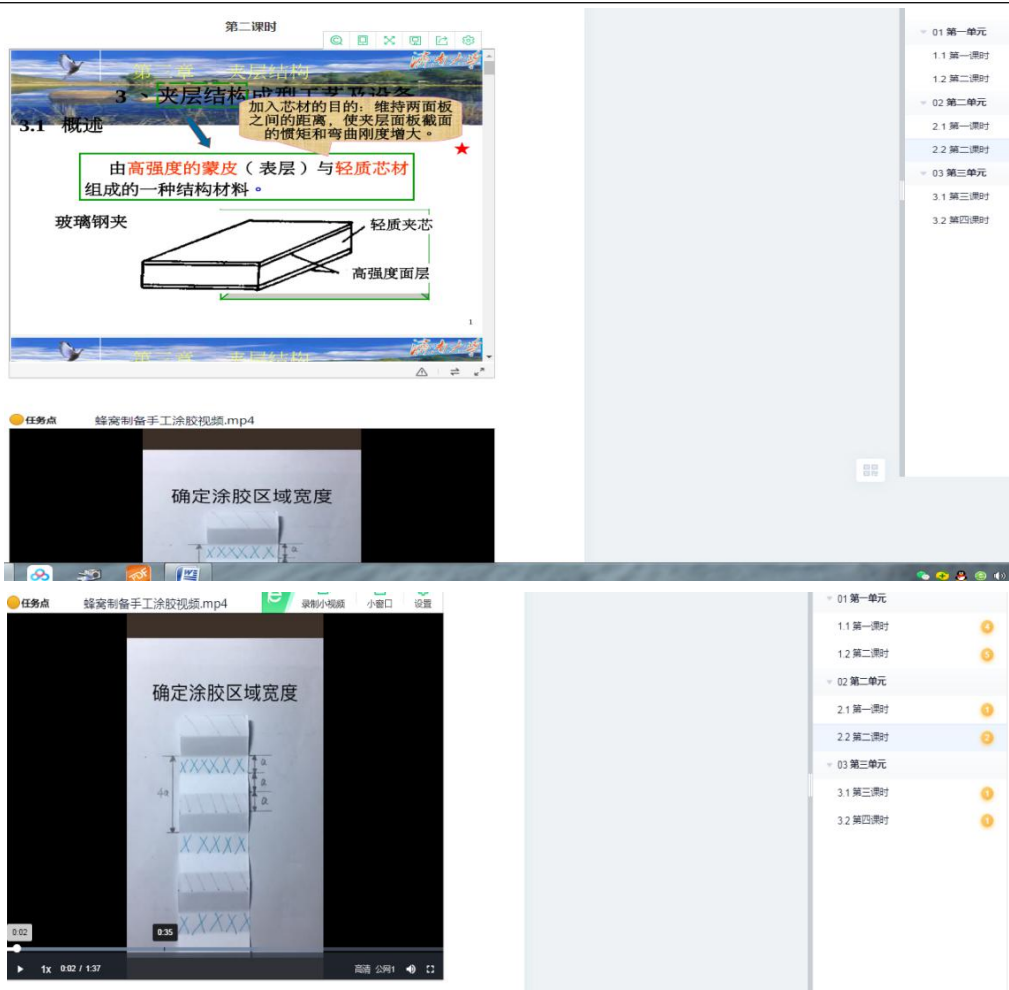 第二课时
济南大学
第三章 夹层结构
3、夹层结构成型工艺及设备
加入芯材的目的：维持两面板
之间的距离，使夹层面板截面
的惯矩和弯曲刚度增大。
3.1 概述
由高强度的蒙皮（表层）与轻质芯材
组成的一种结构材料。
玻璃钢夹
轻质夹芯
高强度面层
1
济南大学
第三章 夹层结构
任务点 蜂窝制备手工涂胶视频.mp4
确定涂胶区域宽度
a
01 第一单元
1.1 第一课时
1.2 第二课时
02 第二单元
2.1 第一课时
2.2 第二课时
03 第三单元
3.1 第三课时
3.2 第四课时
任务点 蜂窝制备手工涂胶视频.mp4
录制小视频 小窗口 设置
确定涂胶区域宽度
a
a
4a
a
0:02
0:35
1x 0:02 / 1:37 高清 公网1
01 第一单元
1.1 第一课时 4
1.2 第二课时 5
02 第二单元
2.1 第一课时 1
2.2 第二课时 2
03 第三单元
3.1 第三课时 1
3.2 第四课时 1